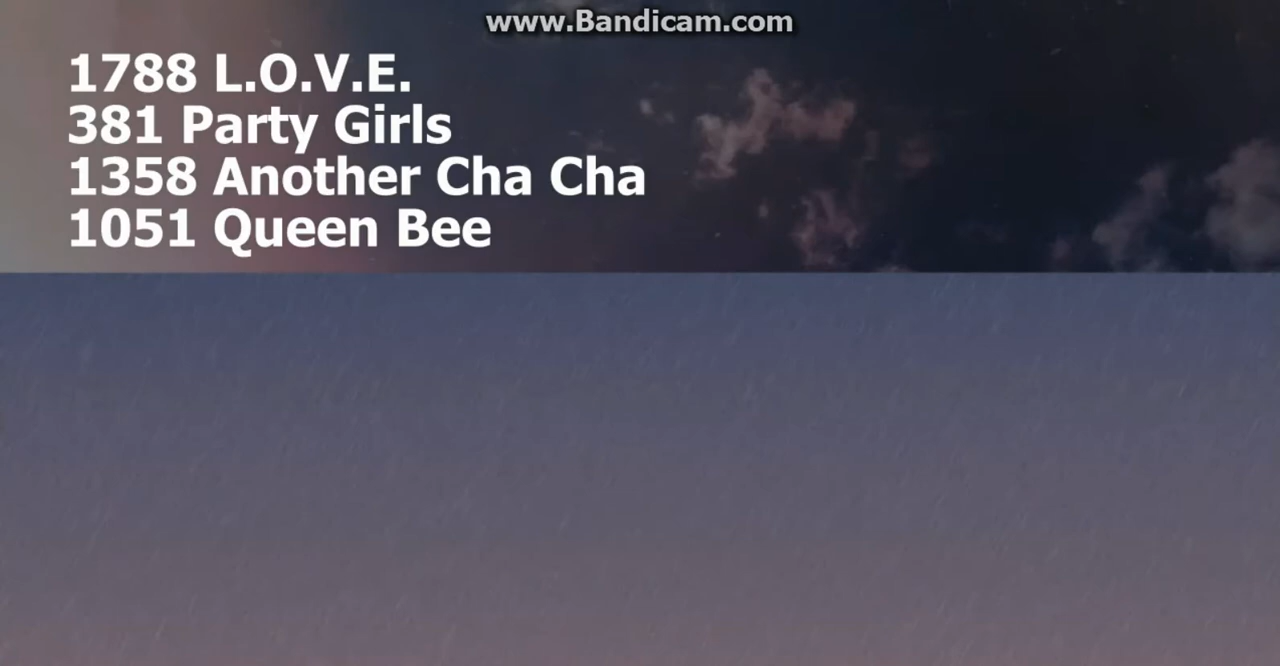 www.Bandicam.com
1788 L.O.V.E.
381 Party Girls
1358 Another Cha Cha
1051 Queen Bee